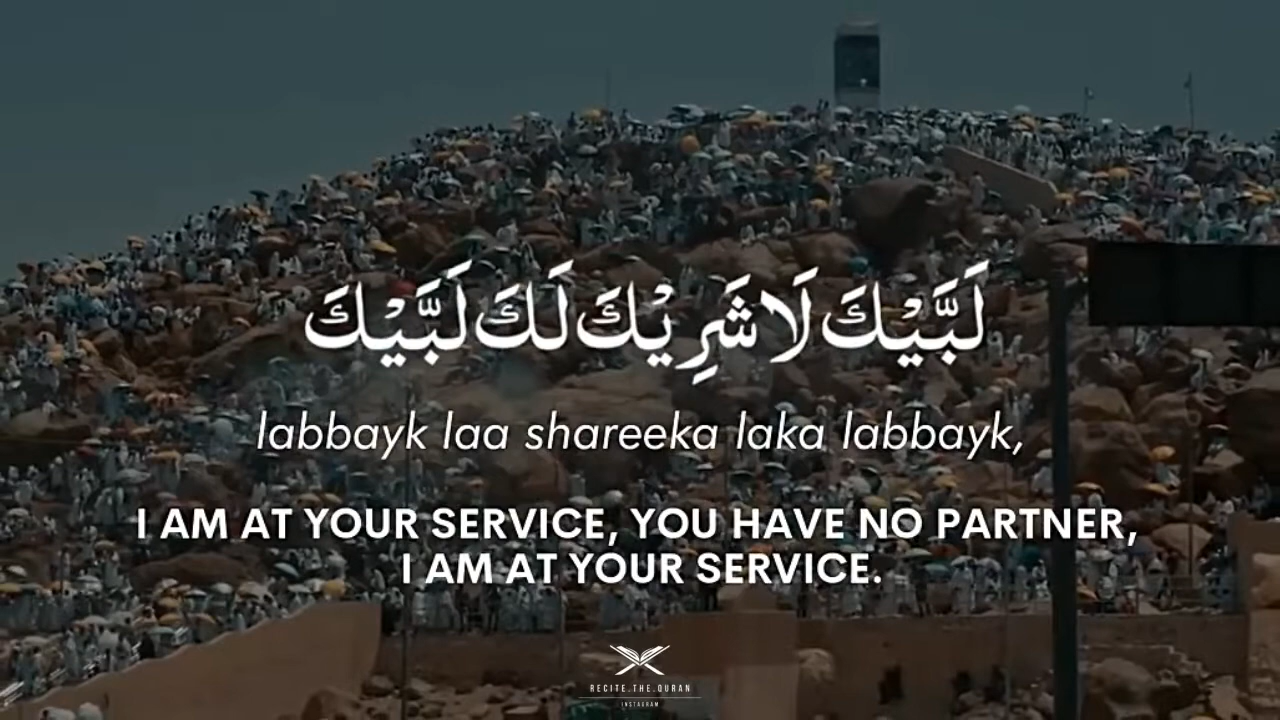 لَبَّيْكَ لَا شَرِيْكَ لَكَ لَبَّيْكَ
labbayk laa shareeka laka labbayk,
I AM AT YOUR SERVICE, YOU HAVE NO PARTNER,
I AM AT YOUR SERVICE.
RECITE.THE.QURAN
INSTAGRAM